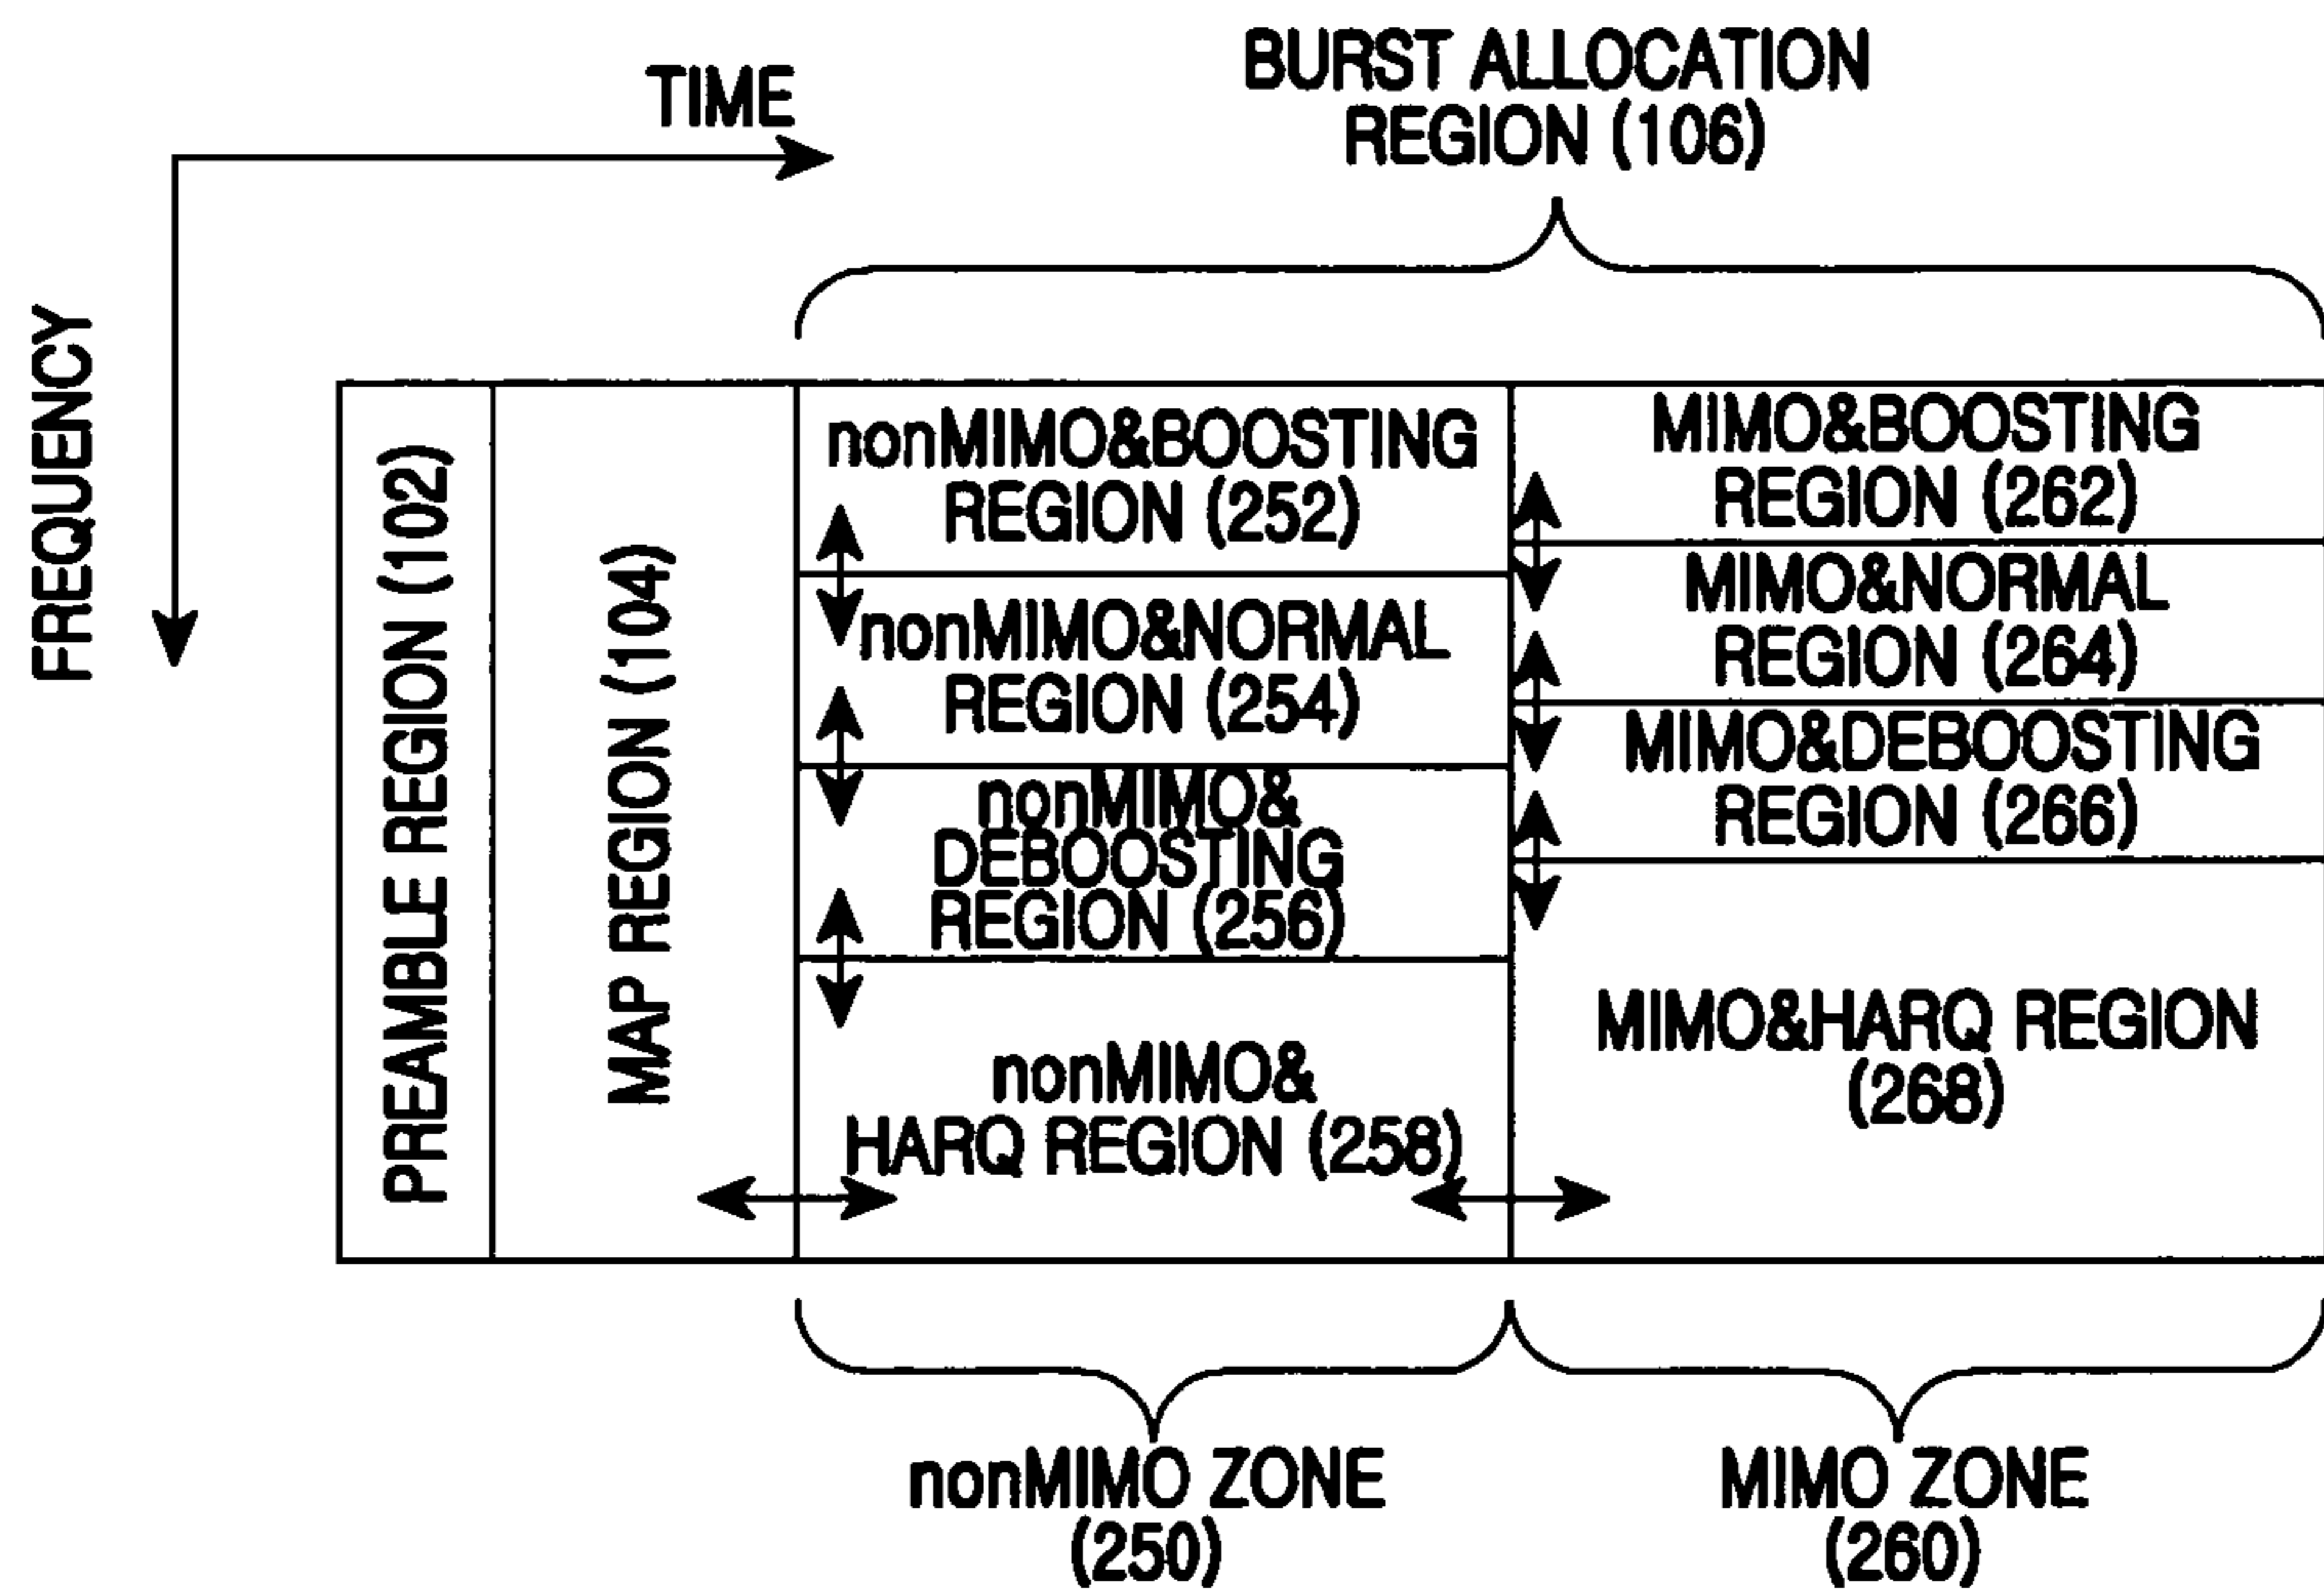 TIME
BURST ALLOCATION
REGION (106)
FREQUENCY
PREAMBLE REGION (102)
MAP REGION (104)
nonMIMO&BOOSTING
REGION (252)
nonMIMO&NORMAL
REGION (254)
nonMIMO&
DEBOOSTING
REGION (256)
nonMIMO&
HARQ REGION (258)
MIMO&BOOSTING
REGION (262)
MIMO&NORMAL
REGION (264)
MIMO&DEBOOSTING
REGION (266)
MIMO&HARQ REGION
(268)
nonMIMO ZONE
(250)
MIMO ZONE
(260)